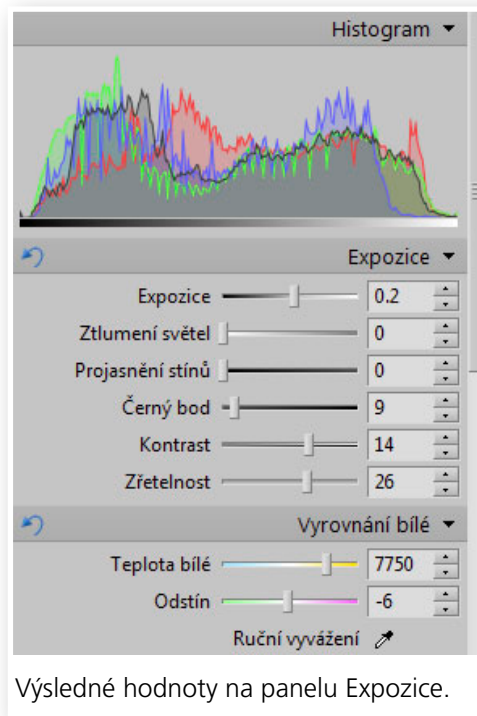 Histogram
Expozice
Expozice 0.2
Ztlumení světel 0
Projasnění stínů 0
Černý bod 9
Kontrast 14
Zřetelnost 26
Vyrovnání bílé
Teplota bílé 7750
Odstín -6
Ruční vyvážení
Výsledné hodnoty na panelu Expozice.